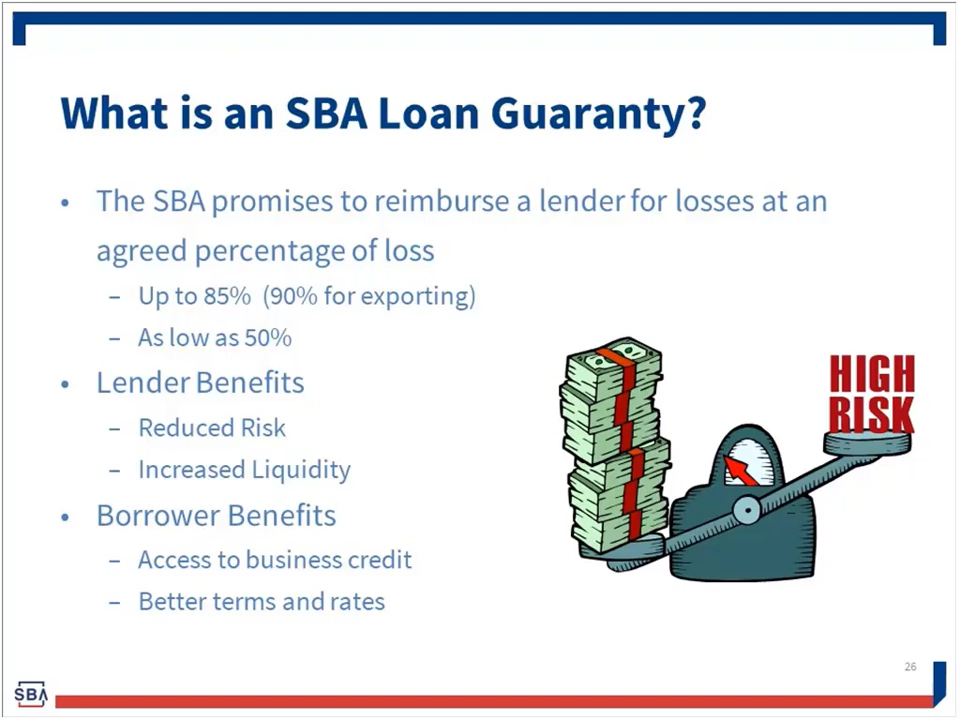 What is an SBA Loan Guaranty?
• The SBA promises to reimburse a lender for losses at an
agreed percentage of loss
– Up to 85% (90% for exporting)
– As low as 50%
• Lender Benefits
– Reduced Risk
– Increased Liquidity
• Borrower Benefits
– Access to business credit
– Better terms and rates
HIGH
RISK
26
SBA